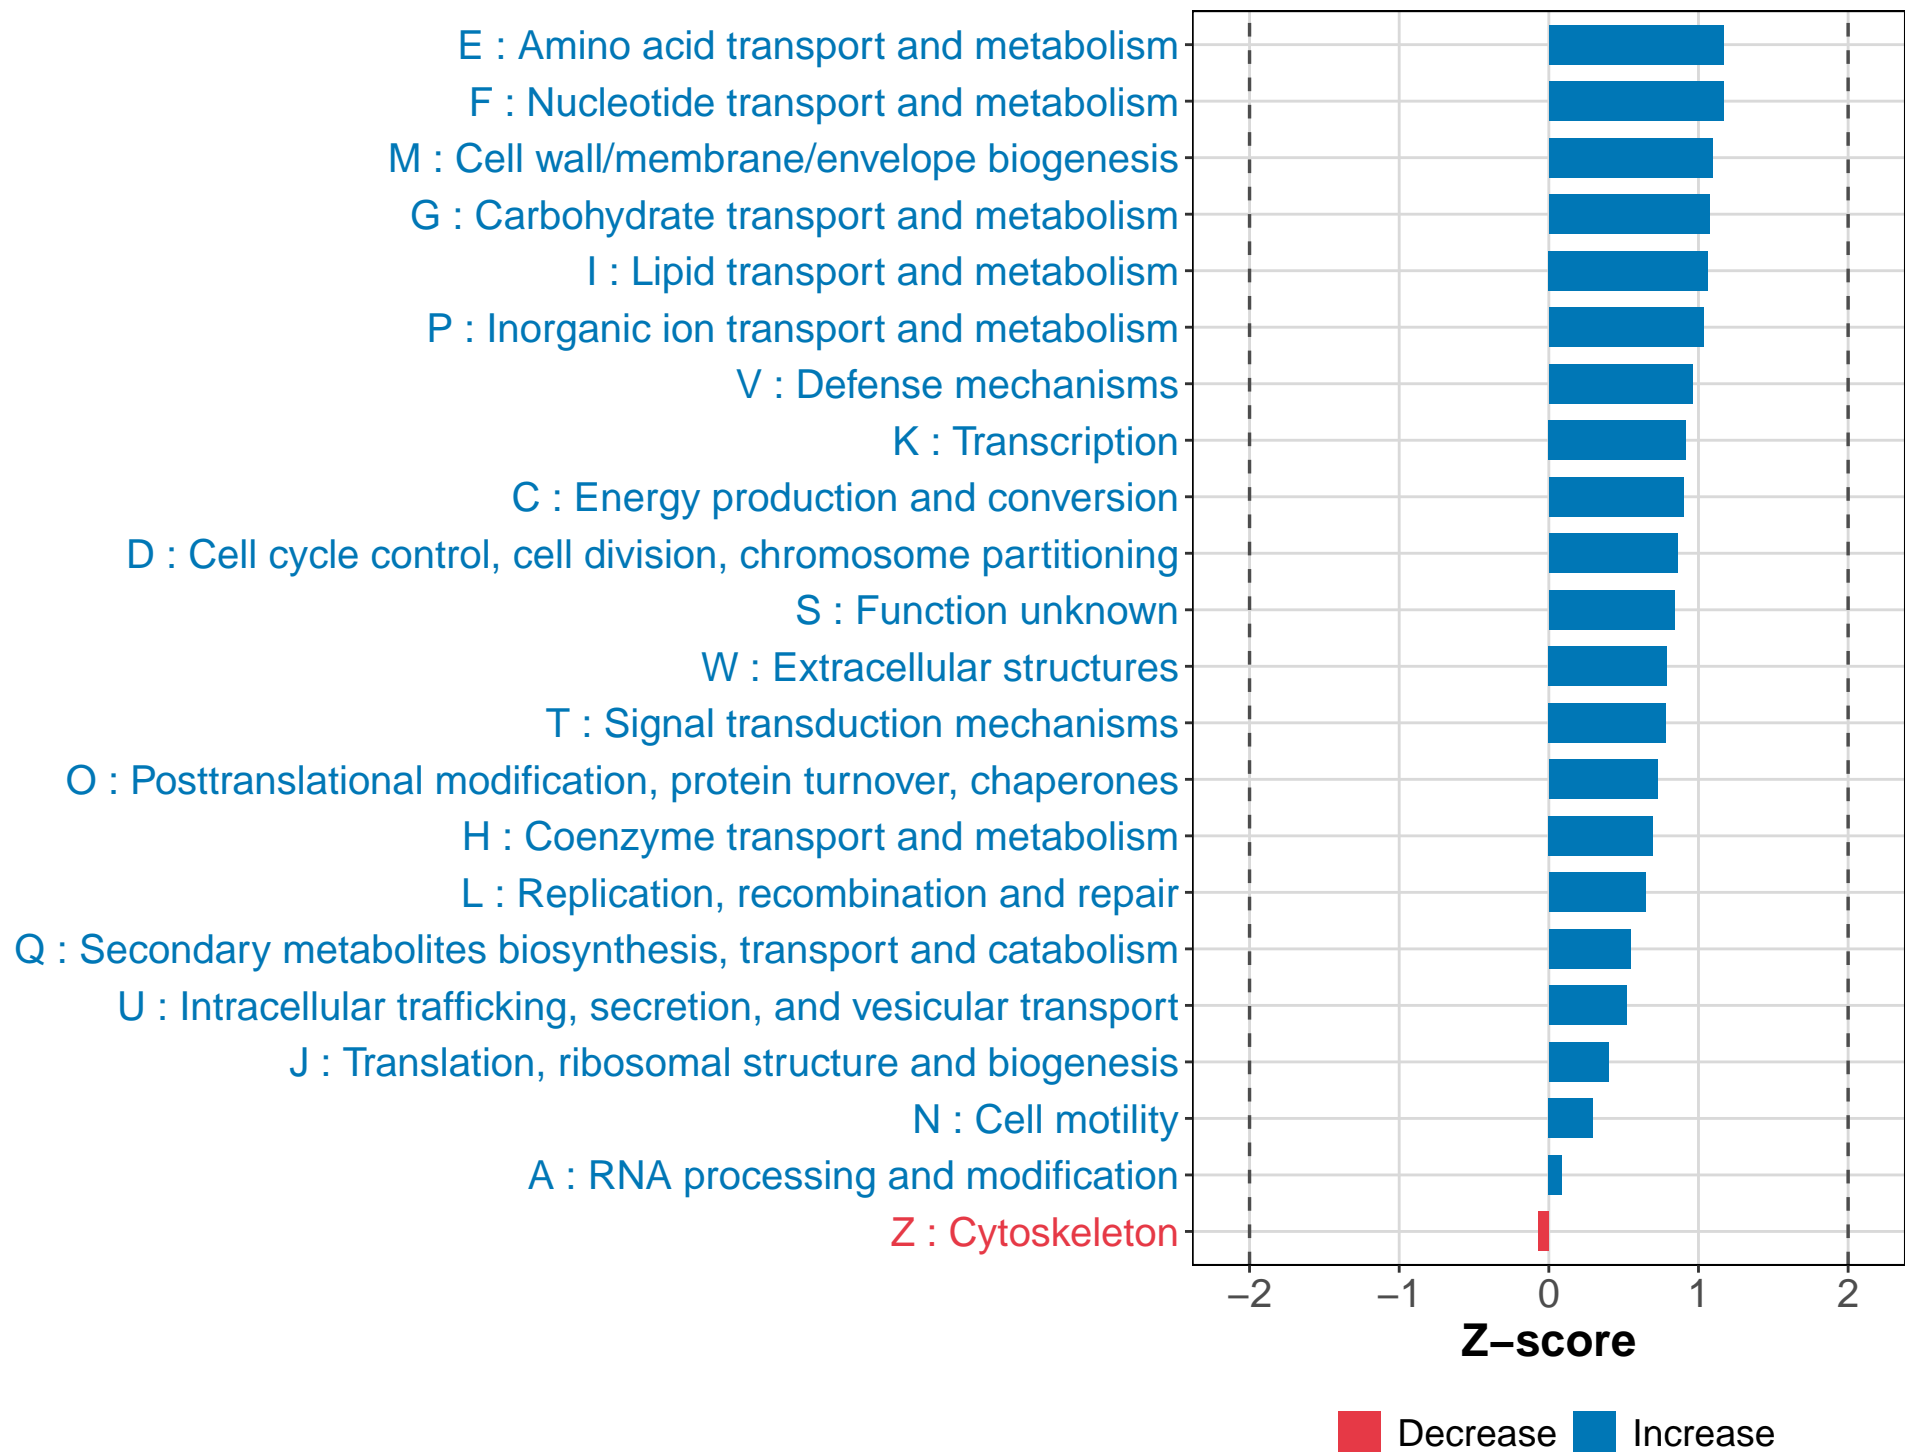 E : Amino acid transport and metabolism
F : Nucleotide transport and metabolism
M : Cell wall/membrane/envelope biogenesis
G : Carbohydrate transport and metabolism
I : Lipid transport and metabolism
P : Inorganic ion transport and metabolism
V : Defense mechanisms
K : Transcription
C : Energy production and conversion
D : Cell cycle control, cell division, chromosome partitioning
S : Function unknown
W : Extracellular structures
T : Signal transduction mechanisms
O : Posttranslational modification, protein turnover, chaperones
H : Coenzyme transport and metabolism
L : Replication, recombination and repair
Q : Secondary metabolites biosynthesis, transport and catabolism
U : Intracellular trafficking, secretion, and vesicular transport
J : Translation, ribosomal structure and biogenesis
N : Cell motility
A : RNA processing and modification
Z : Cytoskeleton
−2 −1 0 1 2
Z−score
Decrease Increase